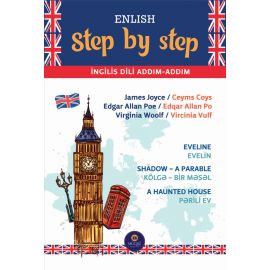 ENLISH
Step by step
İNGİLİS DİLİ ADDIM-ADDIM
James Joyce / Ceyms Coys
Edgar Allan Poe / Edqar Allan Po
Virginia Woolf / Vircinia Vulf
EVELINE
EVELİN
SHADOW – A PARABLE
KÖLGƏ – BİR MƏSƏL
A HAUNTED HOUSE
PƏRİLİ EV